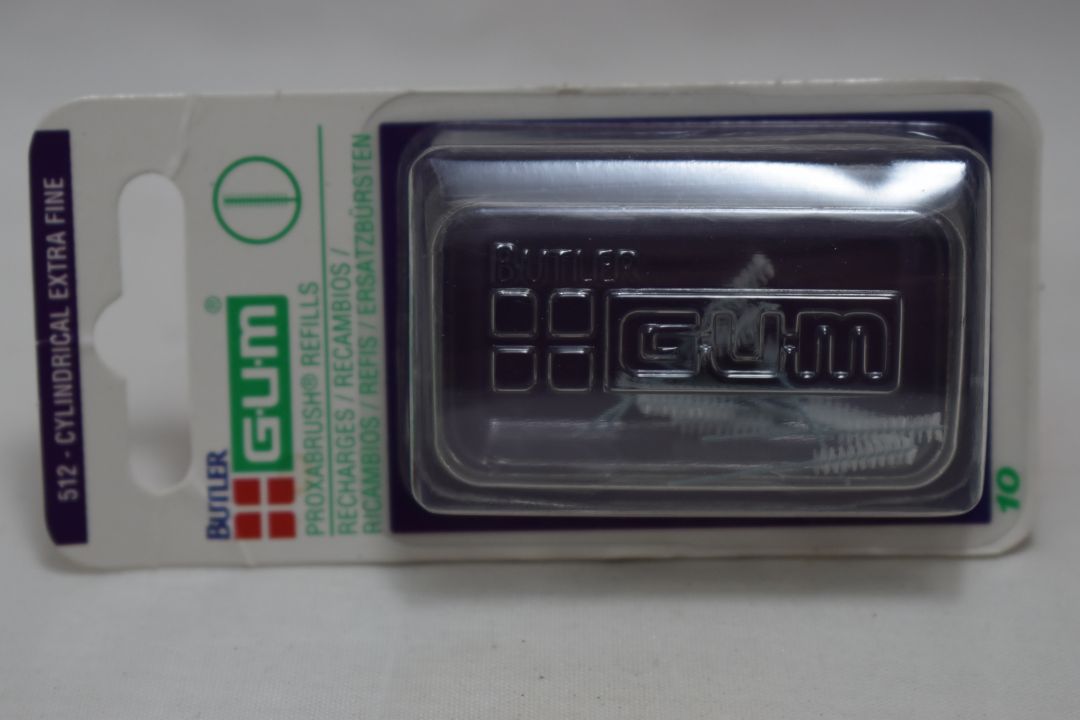 512 - CYLINDRICAL EXTRA FINE
BUTLER
G·U·M®
PROXABRUSH® REFILLS
RECHARGES / RECAMBIOS /
RICAMBIOS / REFIS / ERSATZBÜRSTEN
BUTLER
G·U·M
10